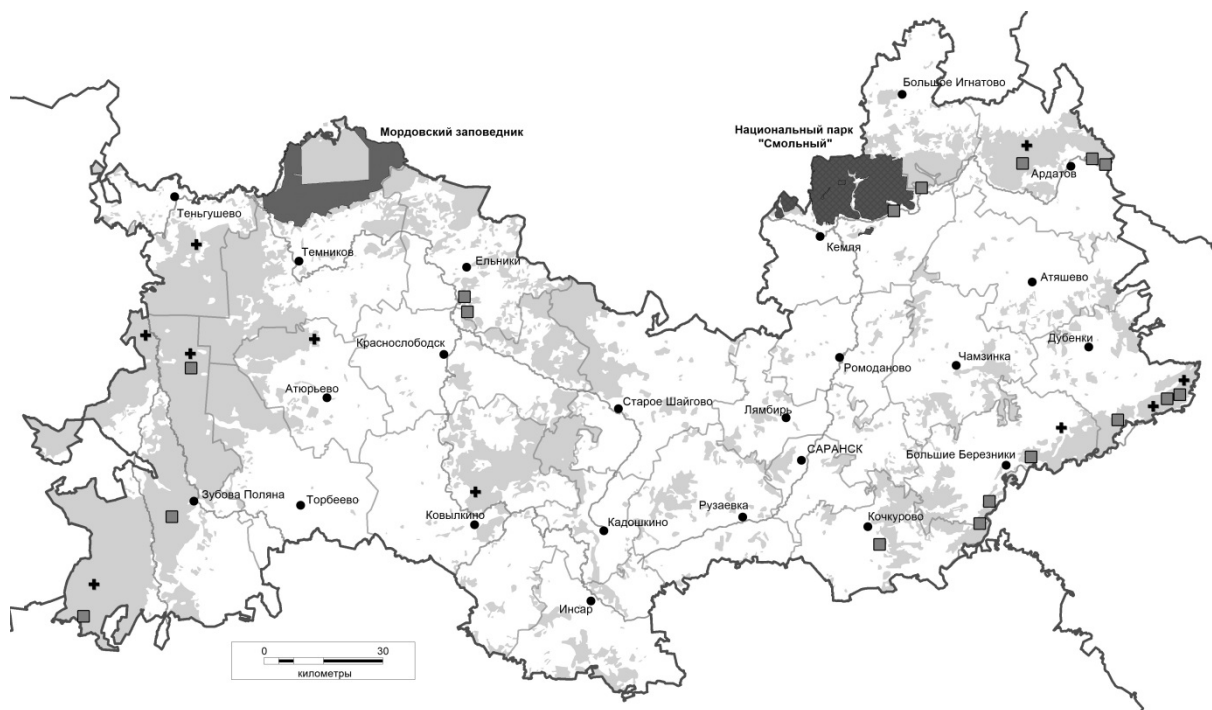 Большое Игнатово
Мордовский заповедник
Национальный парк
"Смольный"
Ардатов
Теньгушево
Темников
Кемля
Ельники
Атяшево
Дубенки
Краснослободск
Ромоданово
Чамзинка
Атюрьево
Старое Шайгово
Лямбирь
САРАНСК
Большие Березники
Зубова Поляна
Торбеево
Ковылкино
Кадошкино
Рузаевка
Кочкурово
Инсар
0 30
километры